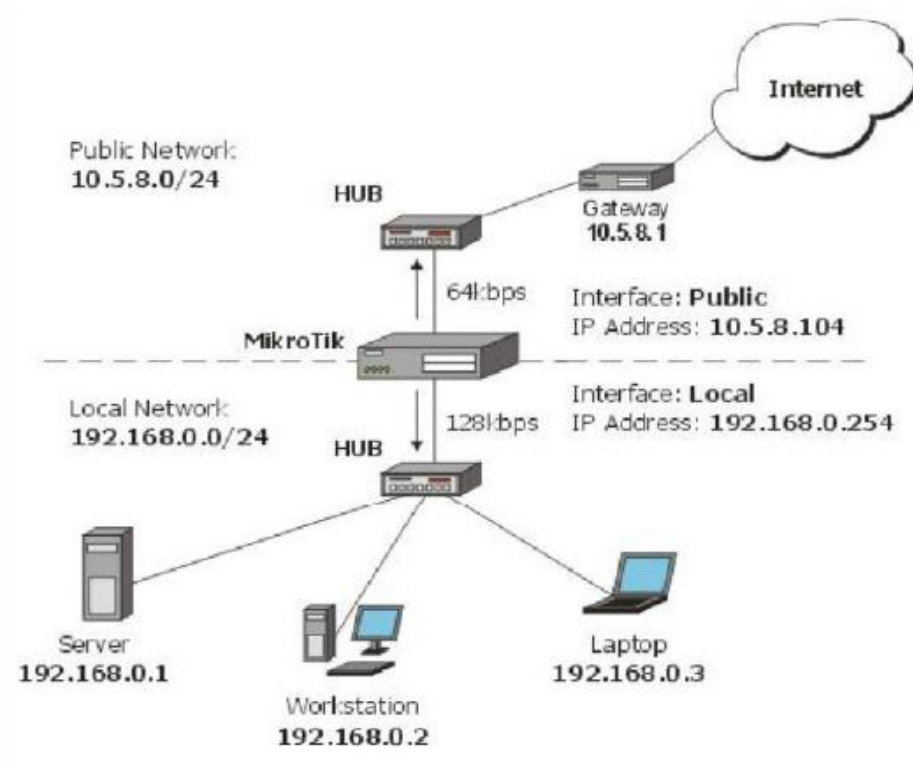 Internet
Public Network
10.5.8.0/24
HUB
Gateway
10.5.8.1
64kbps
Interface: Public
IP Address: 10.5.8.104
MikroTik
Local Network
192.168.0.0/24
Interface: Local
IP Address: 192.168.0.254
128kbps
HUB
Server
192.168.0.1
Workstation
192.168.0.2
Laptop
192.168.0.3